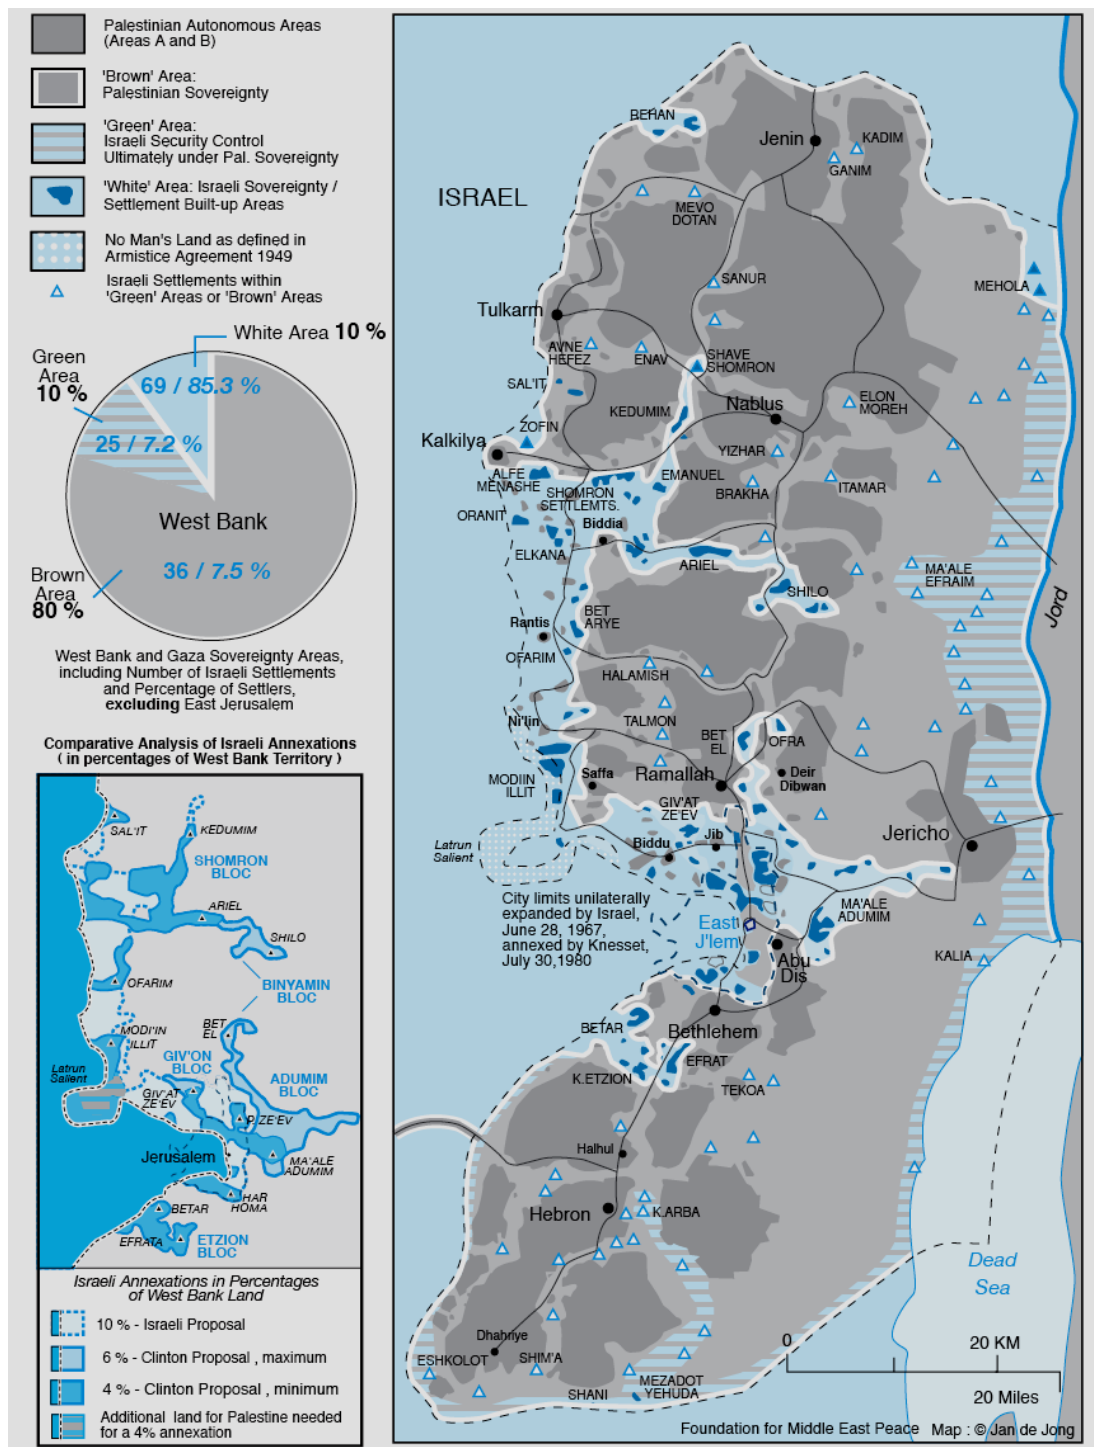 Palestinian Autonomous Areas
(Areas A and B)
'Brown' Area:
Palestinian Sovereignty
'Green' Area:
Israeli Security Control
Ultimately under Pal. Sovereignty
'White' Area: Israeli Sovereignty /
Settlement Built-up Areas
No Man's Land as defined in
Armistice Agreement 1949
Israeli Settlements within
'Green' Areas or 'Brown' Areas
White Area 10 %
Green
Area
10 %
69 / 85.3 %
25 / 7.2 %
West Bank
36 / 7.5 %
Brown
Area
80 %
West Bank and Gaza Sovereignty Areas,
including Number of Israeli Settlements
and Percentage of Settlers,
excluding East Jerusalem
Comparative Analysis of Israeli Annexations
( in percentages of West Bank Territory )
SAL'IT
KEDUMIM
SHOMRON
BLOC
ARIEL
SHILO
OFARIM
BINYAMIN
BLOC
MODI'IN
ILLIT
BET
EL
GIV'ON
BLOC
Latrun
Salient
GIV'AT
ZE'EV
ADUMIM
BLOC
P.ZE'EV
Jerusalem
MA'ALE
ADUMIM
HAR
HOMA
BETAR
EFRATA
ETZION
BLOC
Israeli Annexations in Percentages
of West Bank Land
10 % - Israeli Proposal
6 % - Clinton Proposal , maximum
4 % - Clinton Proposal , minimum
Additional land for Palestine needed
for a 4% annexation
REHAN
Jenin
KADIM
GANIM
ISRAEL
MEVO
DOTAN
SANUR
MEHOLA
Tulkarm
AVNE
HEFEZ
ENAV
SHAVE
SHOMRON
SAL'IT
KEDUMIM
Nablus
ELON
MOREH
ZOFIN
Kalkilya
YIZHAR
ALFE
MENASHE
SHOMRON
SETTLEMTS.
EMANUEL
BRAKHA
ITAMAR
ORANIT
Biddia
ELKANA
ARIEL
MA'ALE
EFRAIM
SHILO
BET
ARYE
Jord
Rantis
OFARIM
HALAMISH
Ni'lin
TALMON
BET
EL
OFRA
MODIIN
ILLIT
Saffa
Ramallah
Deir
Dibwan
GIV'AT
ZE'EV
Jericho
Latrun
Salient
Biddu
Jib
City limits unilaterally
expanded by Israel,
June 28, 1967,
annexed by Knesset,
July 30,1980
East
J'lem
MA'ALE
ADUMIM
Abu
Dis
KALIA
BETAR
Bethlehem
EFRAT
K.ETZION
TEKOA
Halhul
Hebron
K.ARBA
Dead
Sea
Dhahriye
ESHKOLOT
SHIM'A
SHANI
MEZADOT
YEHUDA
0
20 KM
20 Miles
Foundation for Middle East Peace Map : © Jan de Jong